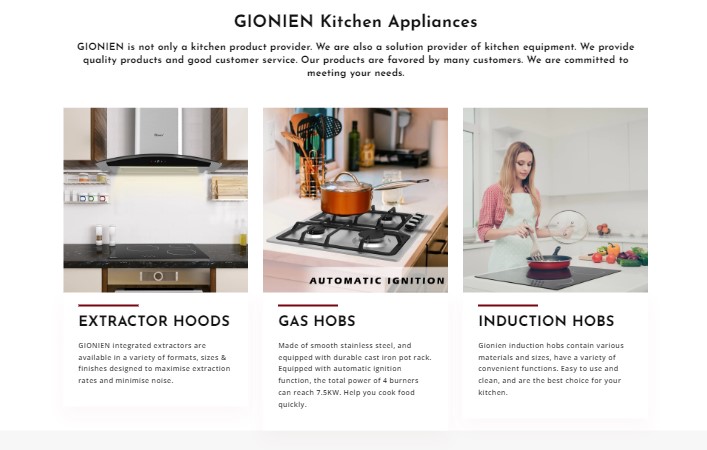 GIONIEN Kitchen Appliances
GIONIEN is not only a kitchen product provider. We are also a solution provider of kitchen equipment. We provide
quality products and good customer service. Our products are favored by many customers. We are committed to
meeting your needs.
AUTOMATIC IGNITION
EXTRACTOR HOODS
GIONIEN integrated extractors are
available in a variety of formats, sizes &
finishes designed to maximise extraction
rates and minimise noise.
GAS HOBS
Made of smooth stainless steel, and
equipped with durable cast iron pot rack.
Equipped with automatic ignition
function, the total power of 4 burners
can reach 7.5KW. Help you cook food
quickly.
INDUCTION HOBS
Gionien induction hobs contain various
materials and sizes, have a variety of
convenient functions. Easy to use and
clean, and are the best choice for your
kitchen.